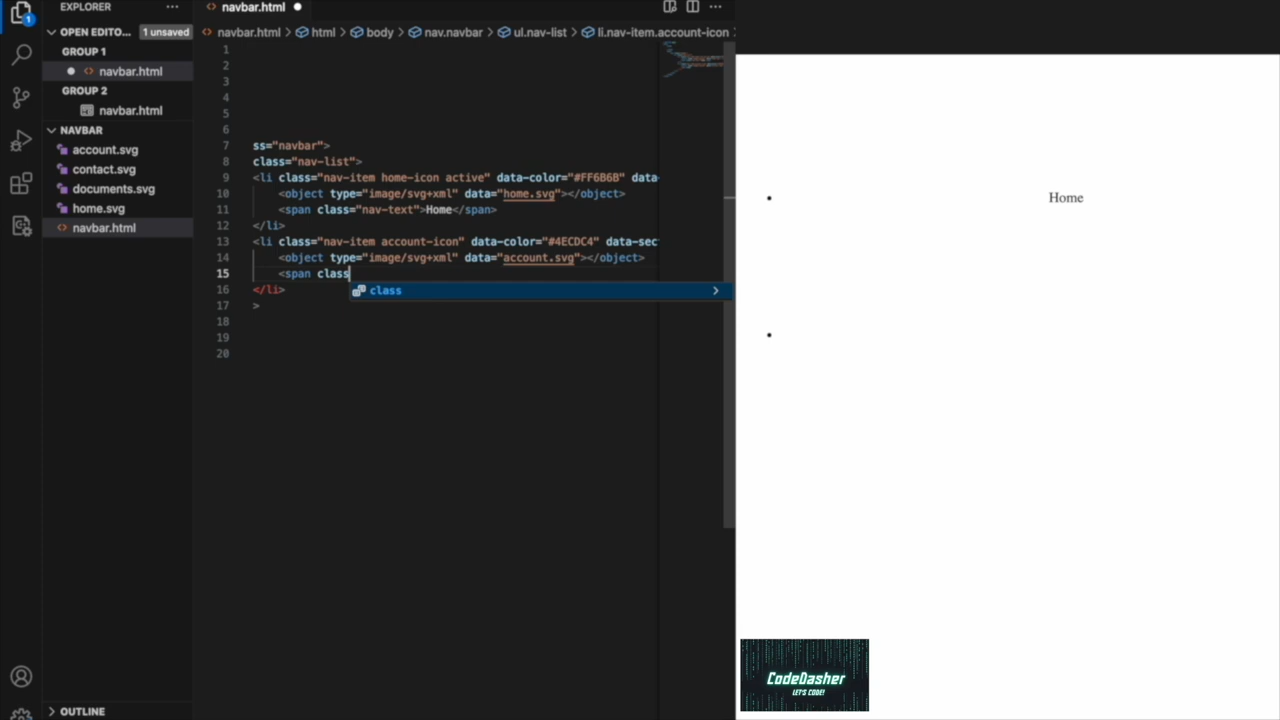 EXPLORER
OPEN EDITO... 1 unsaved
GROUP 1
navbar.html
GROUP 2
navbar.html
NAVBAR
account.svg
contact.svg
documents.svg
home.svg
navbar.html
OUTLINE
1
navbar.html
navbar.html > html > body > nav.navbar > ul.nav-list > li.nav-item.account-icon >
1
2
3
4
5
6
7 ss="navbar">
8 class="nav-list">
9 <li class="nav-item home-icon active" data-color="#FF6B6B" data-
10 <object type="image/svg+xml" data="home.svg"></object>
11 <span class="nav-text">Home</span>
12 </li>
13 <li class="nav-item account-icon" data-color="#4ECDC4" data-sect
14 <object type="image/svg+xml" data="account.svg"></object>
15 <span class
class
16 </li>
17 >
18
19
20
Home
CodeDasher
LET'S CODE!